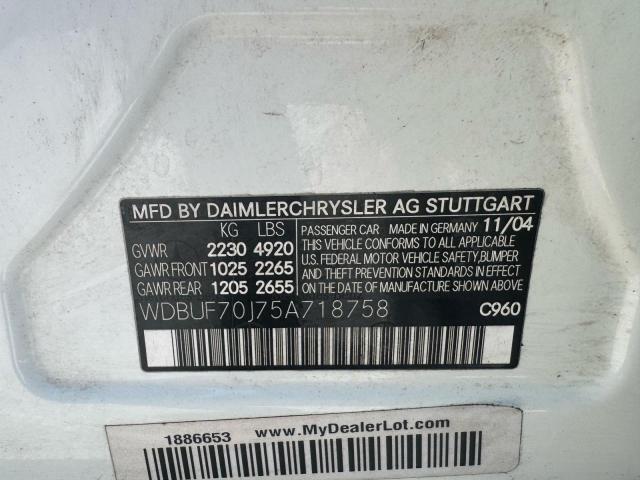 MFD BY DAIMLERCHRYSLER AG STUTTGART
KG LBS
GVWR 2230 4920
GAWR FRONT 1025 2265
GAWR REAR 1205 2655
PASSENGER CAR MADE IN GERMANY 11/04
THIS VEHICLE CONFORMS TO ALL APPLICABLE
U.S. FEDERAL MOTOR VEHICLE SAFETY,BUMPER
AND THEFT PREVENTION STANDARDS IN EFFECT
ON THE DATE OF MANUFACTURE SHOWN ABOVE.
WDBUF70J75A718758
C960
1886653 www.MyDealerLot.com